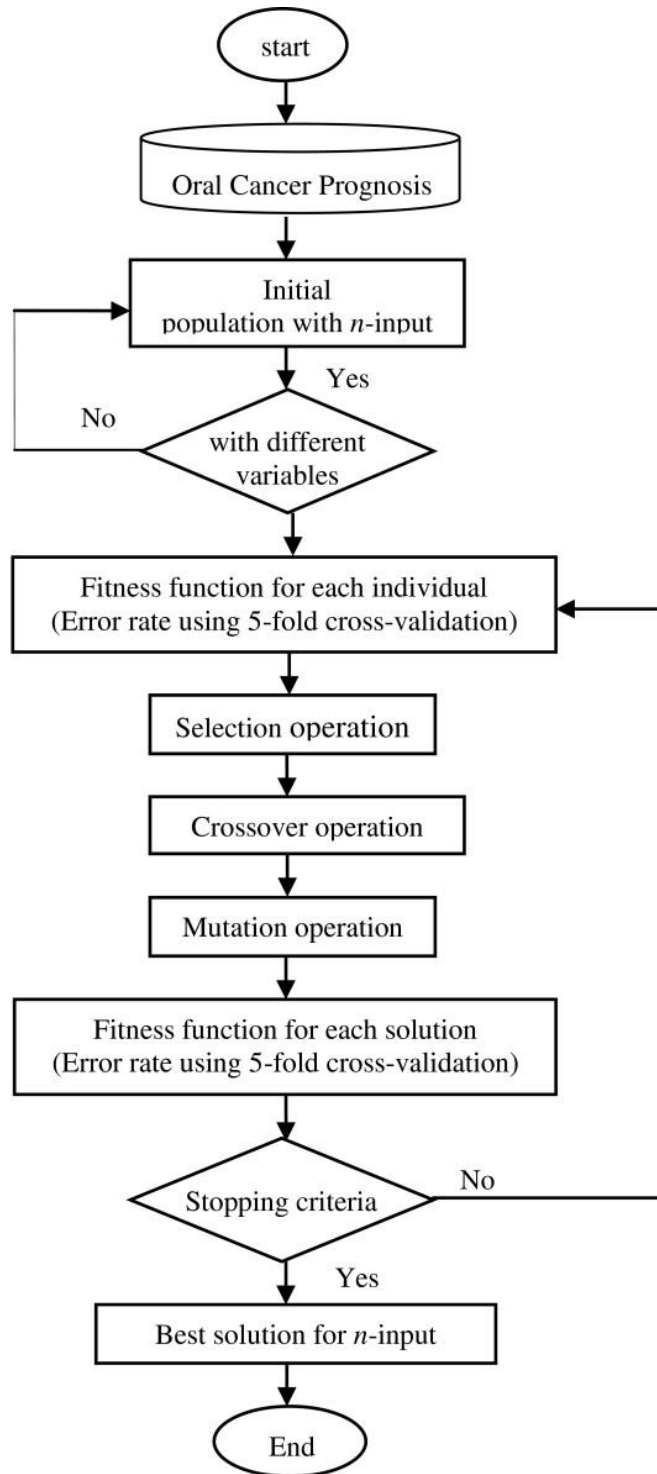 start
Oral Cancer Prognosis
Initial
population with n-input
Yes
No
with different
variables
Fitness function for each individual
(Error rate using 5-fold cross-validation)
Selection operation
Crossover operation
Mutation operation
Fitness function for each solution
(Error rate using 5-fold cross-validation)
Stopping criteria
No
Yes
Best solution for n-input
End